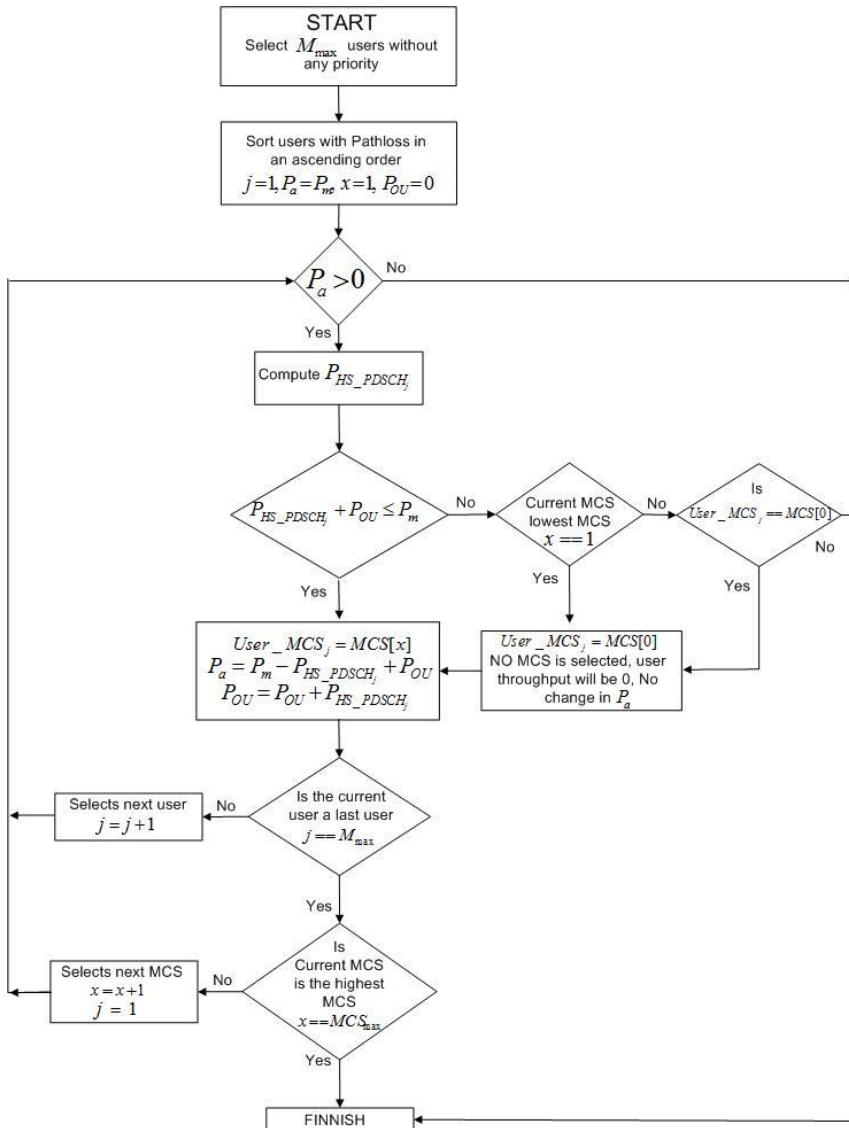 START
Select M_max users without
any priority
Sort users with Pathloss in
an ascending order
j=1, P_a=P_m, x=1, P_OU=0
P_a>0
No
Yes
Compute P_HS_PDSCH_j
P_HS_PDSCH_j + P_OU ≤ P_m
No
Yes
Current MCS
lowest MCS
x==1
No
Yes
Is
User_MCS_j == MCS[0]
No
Yes
User_MCS_j = MCS[x]
P_a = P_m − P_HS_PDSCH_j + P_OU
P_OU = P_OU + P_HS_PDSCH_j
User_MCS_j = MCS[0]
NO MCS is selected, user
throughput will be 0, No
change in P_a
Is the current
user a last user
j==M_max
No
Selects next user
j=j+1
Yes
Is
Current MCS
is the highest
MCS
x==MCS_max
No
Selects next MCS
x=x+1
j=1
Yes
FINNISH